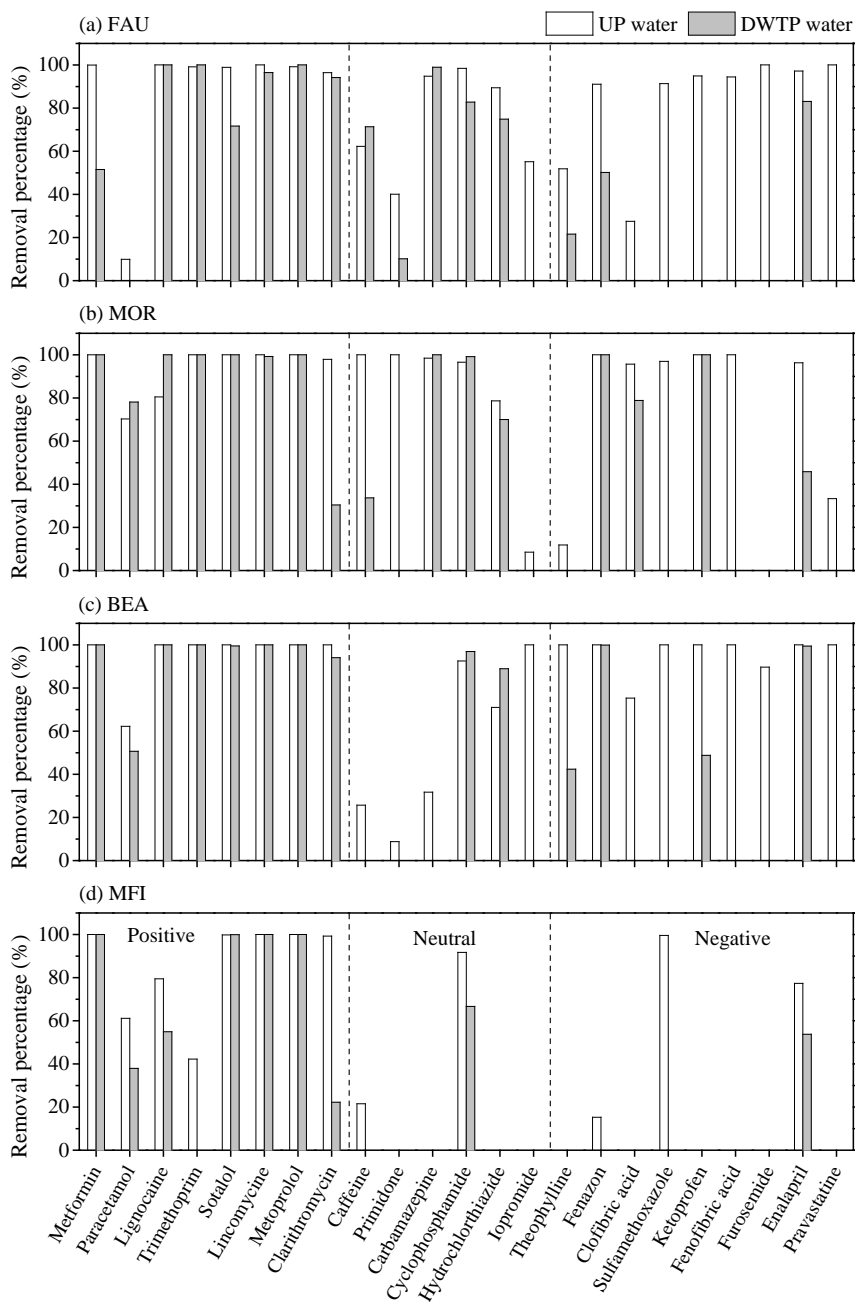 (a) FAU
UP water
DWTP water
Removal percentage (%)
100
80
60
40
20
0
(b) MOR
Removal percentage (%)
100
80
60
40
20
0
(c) BEA
Removal percentage (%)
100
80
60
40
20
0
(d) MFI
Removal percentage (%)
100
80
60
40
20
0
Positive
Neutral
Negative
Metformin
Paracetamol
Lignocaine
Trimethoprim
Sotalol
Lincomycine
Metoprolol
Clarithromycin
Caffeine
Primidone
Carbamazepine
Cyclophosphamide
Hydrochlorthiazide
Iopromide
Theophylline
Fenazon
Clofibric acid
Sulfamethoxazole
Ketoprofen
Fenofibric acid
Furosemide
Enalapril
Pravastatine